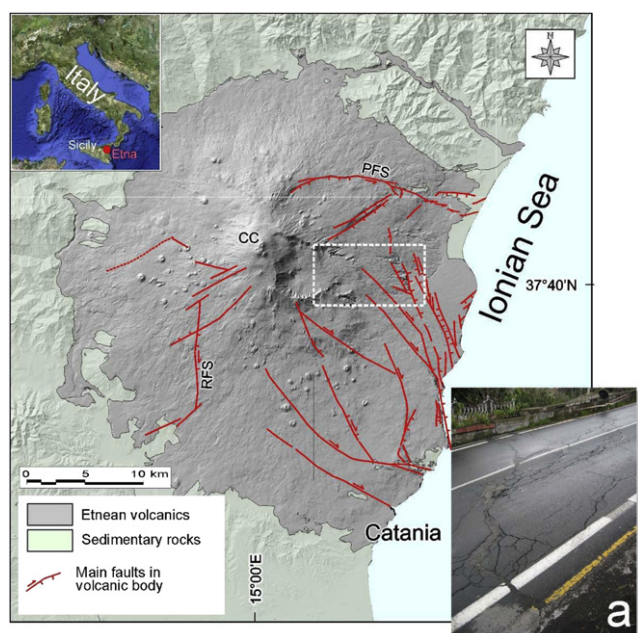 Italy
Sicily
Etna
N
PFS
CC
Ionian Sea
37°40'N
RFS
0 5 10 km
Etnean volcanics
Sedimentary rocks
Main faults in
volcanic body
15°00'E
Catania
a